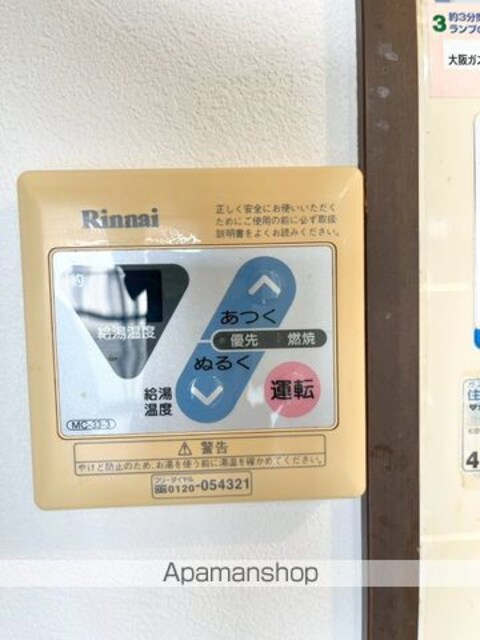 3 約3分
ランプ
大阪ガス
Rinnai
正しく安全にお使いいただく
ためにご使用の前に必ず取扱
説明書をよくお読みください。
給湯温度
あつく
優先 燃焼
ぬるく
給湯
温度
運転
MC-33-3
警告
やけど防止のため、お湯を使う前に湯温を確かめてください。
フリーダイヤル
0120-054321
住
4
Apamanshop